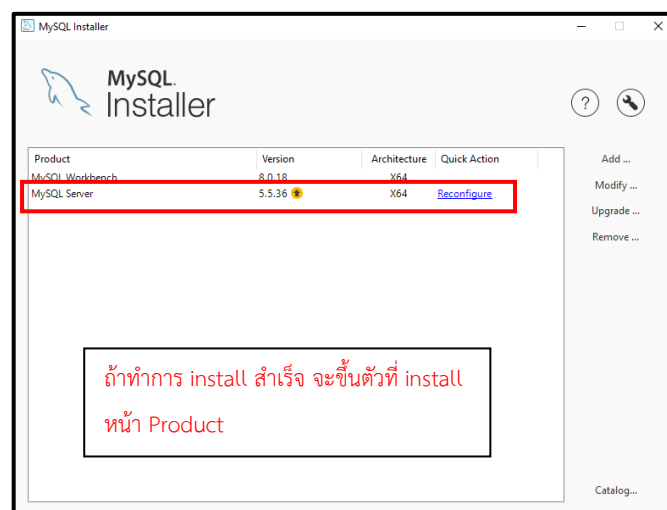 MySQL Installer
MySQL.
Installer
?
Product Version Architecture Quick Action
MySQL Workbench 8.0.18 X64
MySQL Server 5.5.36 X64 Reconfigure
Add ...
Modify ...
Upgrade ...
Remove ...
ถ้าทำการ install สำเร็จ จะขึ้นตัวที่ install
หน้า Product
Catalog...